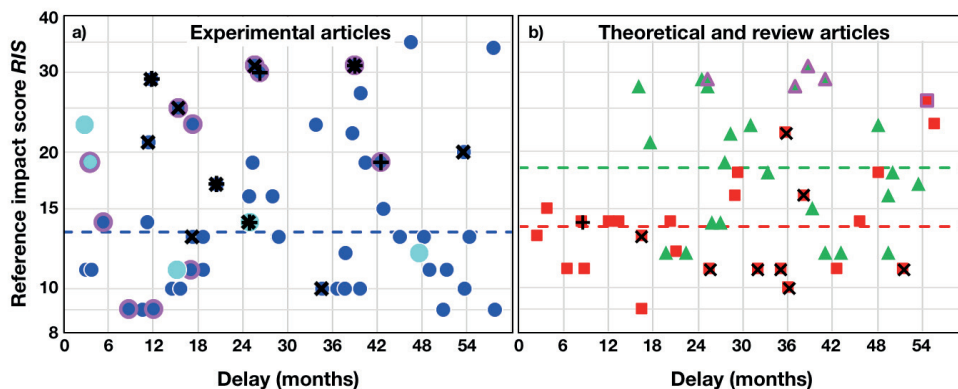 Reference impact score RIS
40
30
20
15
10
8
a) Experimental articles
0 6 12 18 24 30 36 42 48 54
Delay (months)
b) Theoretical and review articles
0 6 12 18 24 30 36 42 48 54
Delay (months)